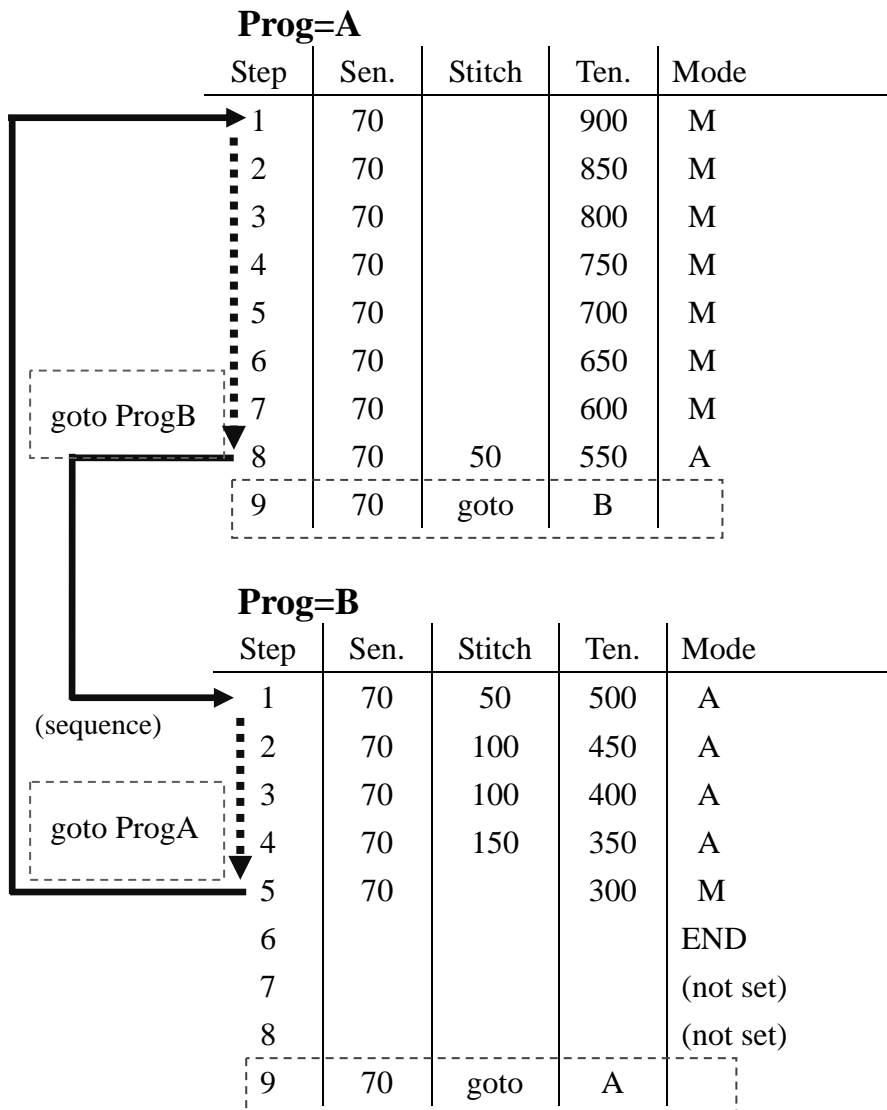 Prog=A
Step Sen. Stitch Ten. Mode
1 70 900 M
2 70 850 M
3 70 800 M
4 70 750 M
5 70 700 M
6 70 650 M
goto ProgB
7 70 600 M
8 70 50 550 A
9 70 goto B
Prog=B
Step Sen. Stitch Ten. Mode
1 70 50 500 A
(sequence)
2 70 100 450 A
3 70 100 400 A
goto ProgA
4 70 150 350 A
5 70 300 M
6 END
7 (not set)
8 (not set)
9 70 goto A